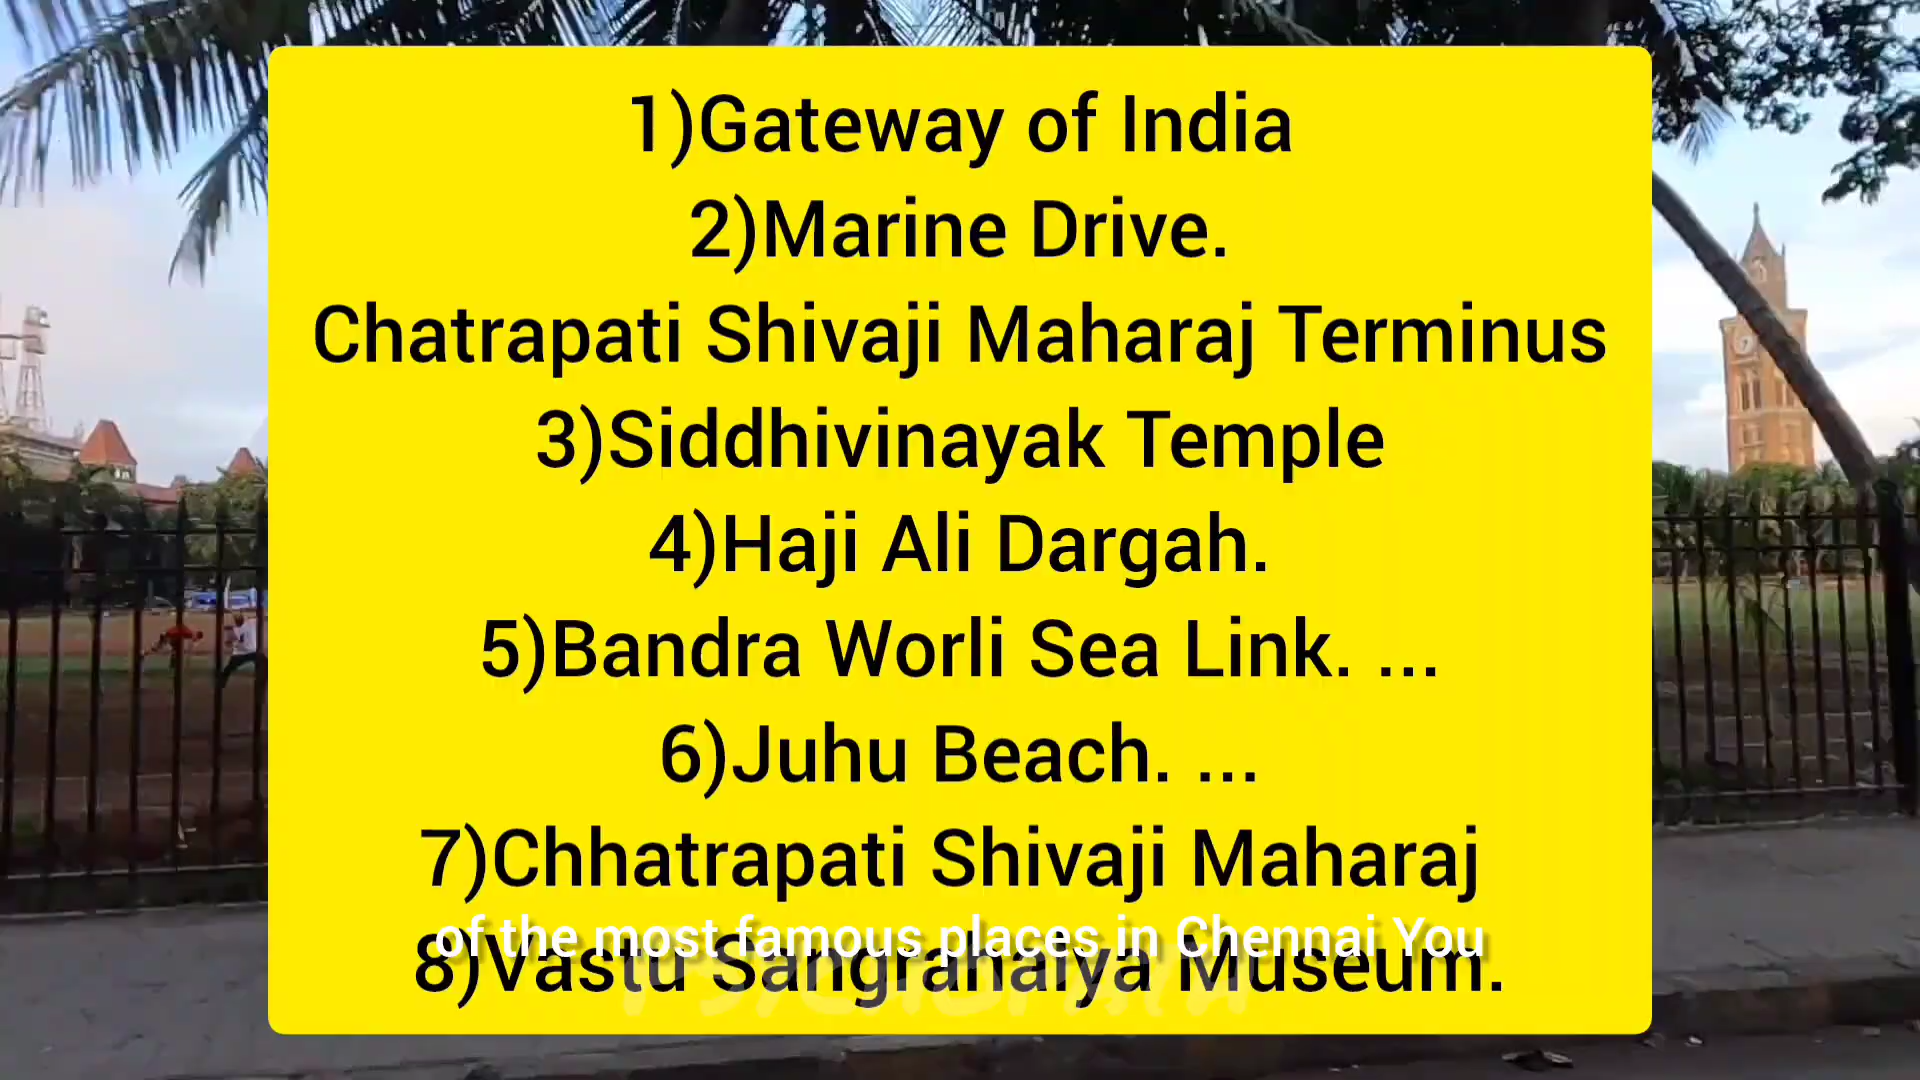 1)Gateway of India
2)Marine Drive.
Chatrapati Shivaji Maharaj Terminus
3)Siddhivinayak Temple
4)Haji Ali Dargah.
5)Bandra Worli Sea Link. ...
6)Juhu Beach. ...
7)Chhatrapati Shivaji Maharaj
of the most famous places in Chennai You
8)Vastu Sangrahalya Museum.